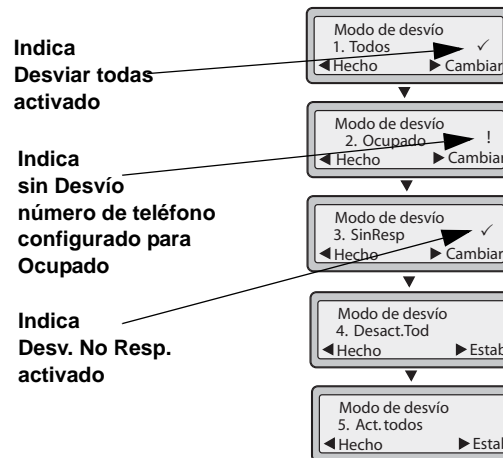 Indica
Desviar todas
activado
Indica
sin Desvío
número de teléfono
configurado para
Ocupado
Indica
Desv. No Resp.
activado
Modo de desvío
1. Todos ✓
◀Hecho ▶Cambiar
▼
Modo de desvío
2. Ocupado !
◀Hecho ▶Cambiar
▼
Modo de desvío
3. SinResp ✓
◀Hecho ▶Cambiar
▼
Modo de desvío
4. Desact.Tod
◀Hecho ▶Estab
▼
Modo de desvío
5. Act. todos
◀Hecho ▶Estab